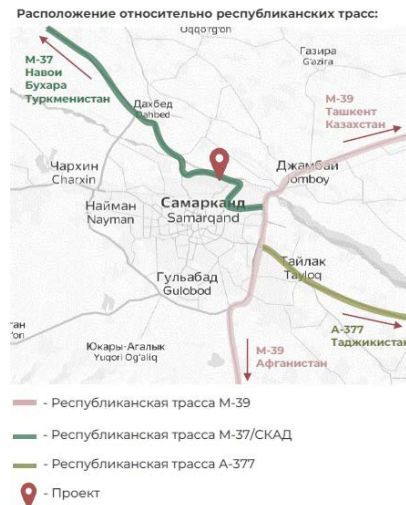 Расположение относительно республиканских трасс:
Oqqo'rg'on
М-37
Навои
Бухара
Туркменистан
Газира
G'azira
М-39
Ташкент
Казахстан
Дахбед
Dahbed
Чархин
Charxin
Джамбай
Jomboy
Найман
Nayman
Самарканд
Samarqand
Гульабад
Gulobod
Тайлак
Tayloq
Юкары-Агалык
Yuqori Og'aliq
А-377
Таджикистан
М-39
Афганистан
- Республиканская трасса М-39
- Республиканская трасса М-37/СКАД
- Республиканская трасса А-377
- Проект